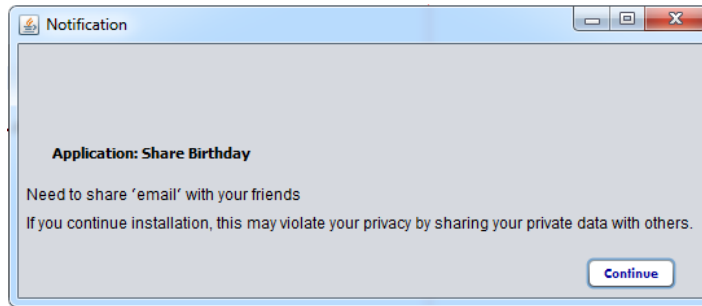 Notification
Application: Share Birthday
Need to share ‘email’ with your friends
If you continue installation, this may violate your privacy by sharing your private data with others.
Continue